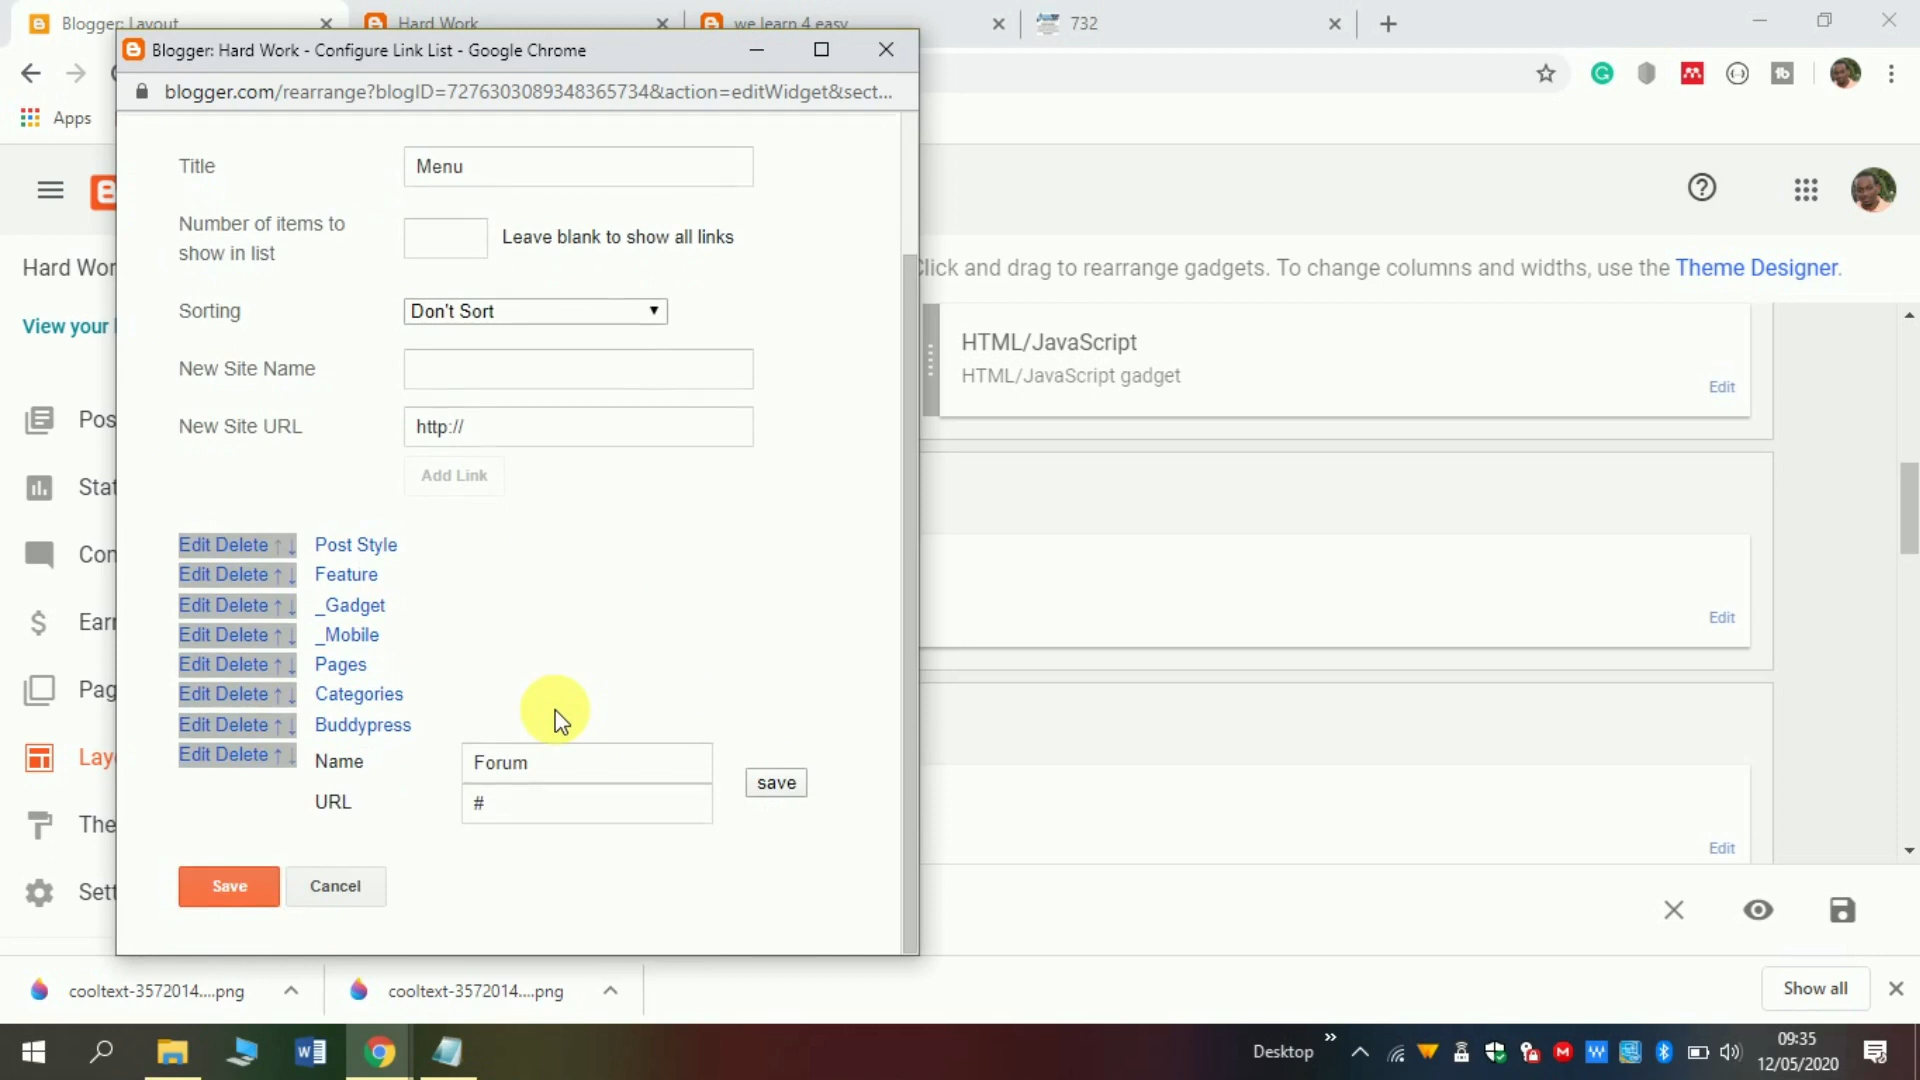 Blogger: Layout
Hard Work
we learn 4 easy
732
Blogger: Hard Work - Configure Link List - Google Chrome
blogger.com/rearrange?blogID=7276303089348365734&action=editWidget&sect...
Apps
Title
Menu
Number of items to
show in list
Leave blank to show all links
Sorting
Don't Sort
New Site Name
New Site URL
http://
Add Link
Edit Delete ↑ ↓ Post Style
Edit Delete ↑ ↓ Feature
Edit Delete ↑ ↓ _Gadget
Edit Delete ↑ ↓ _Mobile
Edit Delete ↑ ↓ Pages
Edit Delete ↑ ↓ Categories
Edit Delete ↑ ↓ Buddypress
Edit Delete ↑ ↓
Name
Forum
URL
#
save
Save
Cancel
Hard Wor
View your
Pos
Stat
Con
Earr
Pag
Lay
The
Sett
lick and drag to rearrange gadgets. To change columns and widths, use the Theme Designer.
HTML/JavaScript
HTML/JavaScript gadget
Edit
Edit
Edit
cooltext-3572014....png
cooltext-3572014....png
Show all
Desktop
09:35
12/05/2020